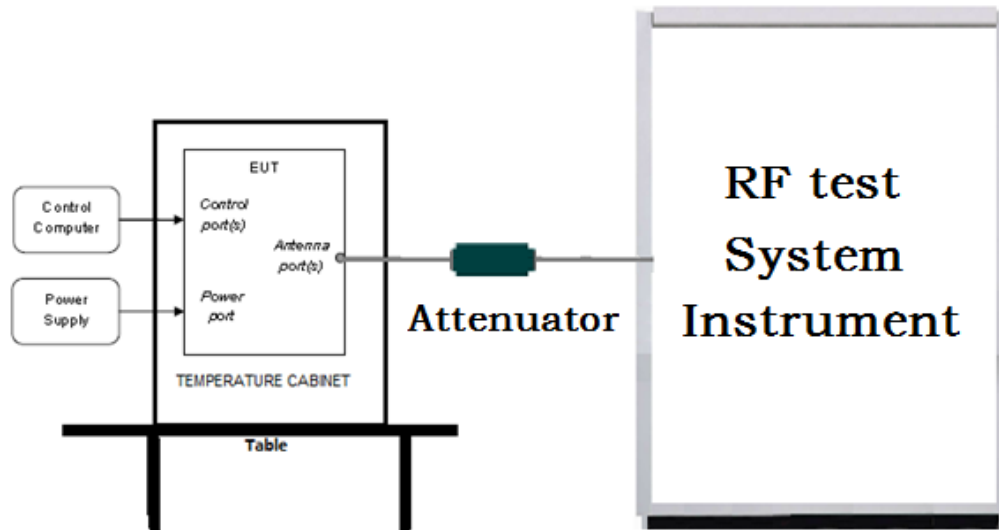 Control
Computer
Power
Supply
EUT
Control
port(s)
Antenna
port(s)
Power
port
TEMPERATURE CABINET
Table
Attenuator
RF test
System
Instrument